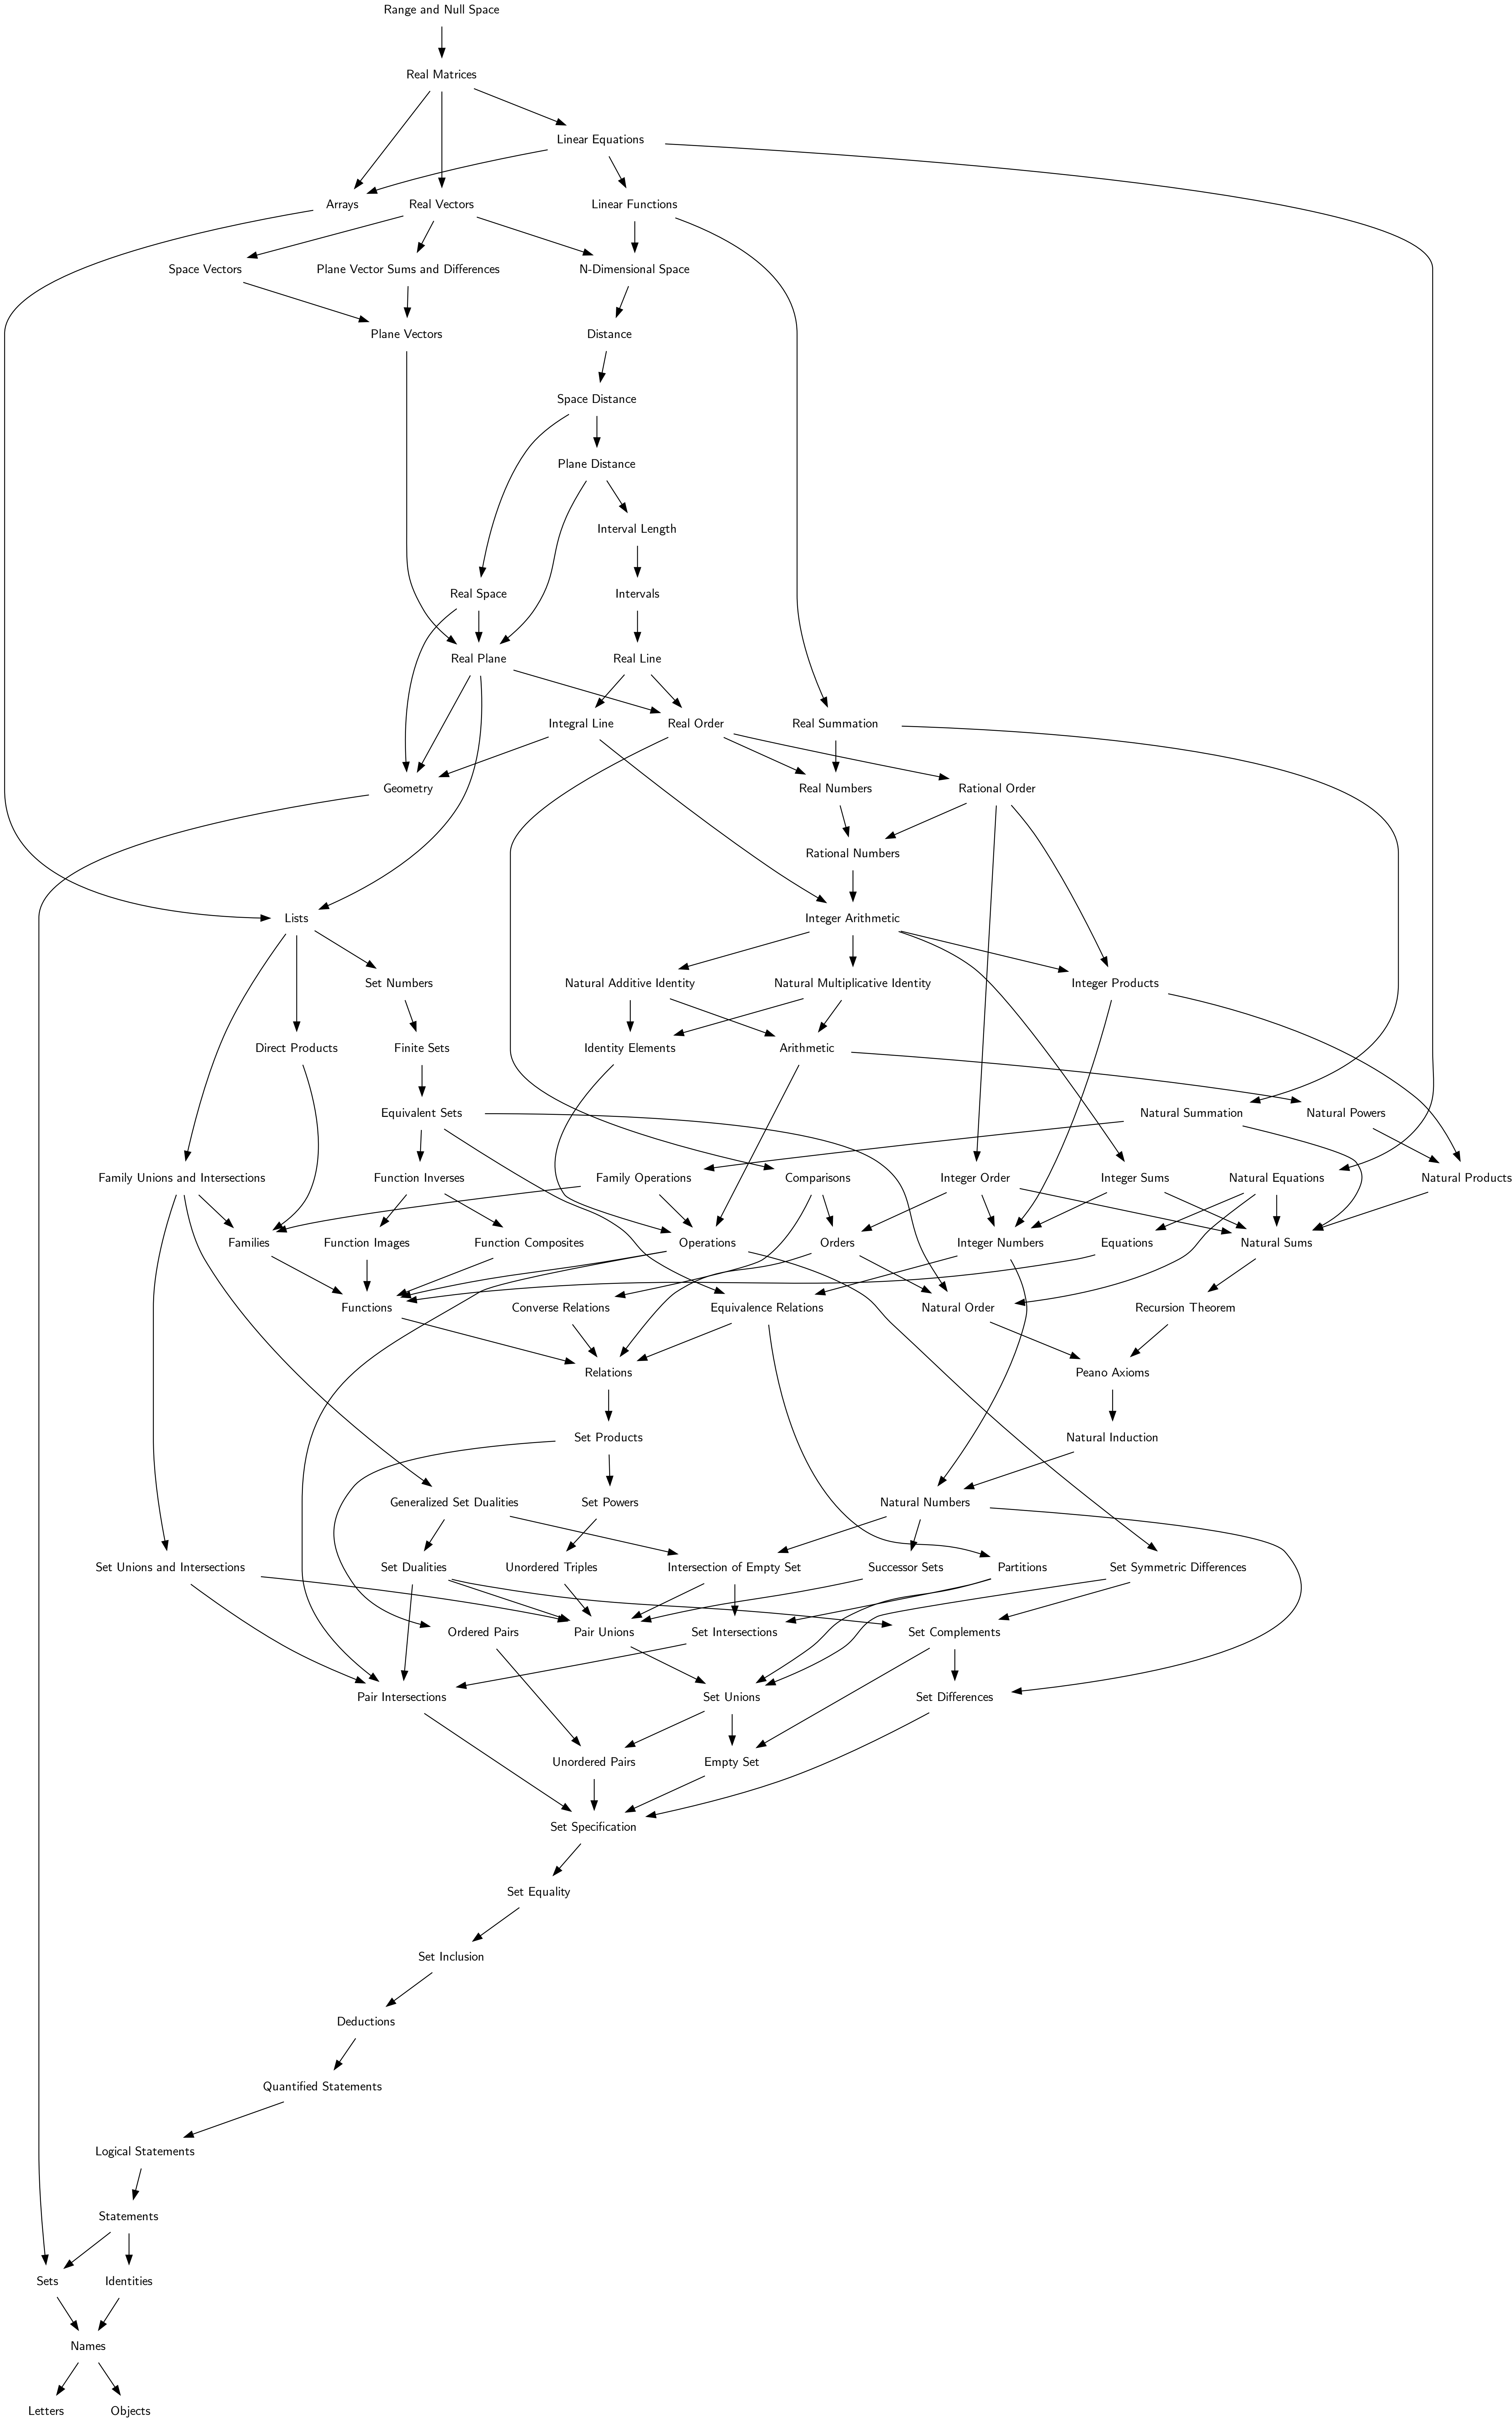 Range and Null Space
Real Matrices
Linear Equations
Arrays
Real Vectors
Linear Functions
Space Vectors
Plane Vector Sums and Differences
N-Dimensional Space
Plane Vectors
Distance
Space Distance
Plane Distance
Interval Length
Real Space
Intervals
Real Plane
Real Line
Integral Line
Real Order
Real Summation
Geometry
Real Numbers
Rational Order
Rational Numbers
Lists
Integer Arithmetic
Set Numbers
Natural Additive Identity
Natural Multiplicative Identity
Integer Products
Direct Products
Finite Sets
Identity Elements
Arithmetic
Equivalent Sets
Natural Summation
Natural Powers
Family Unions and Intersections
Function Inverses
Family Operations
Comparisons
Integer Order
Integer Sums
Natural Equations
Natural Products
Families
Function Images
Function Composites
Operations
Orders
Integer Numbers
Equations
Natural Sums
Functions
Converse Relations
Equivalence Relations
Natural Order
Recursion Theorem
Relations
Peano Axioms
Set Products
Natural Induction
Generalized Set Dualities
Set Powers
Natural Numbers
Set Unions and Intersections
Set Dualities
Unordered Triples
Intersection of Empty Set
Successor Sets
Partitions
Set Symmetric Differences
Ordered Pairs
Pair Unions
Set Intersections
Set Complements
Pair Intersections
Set Unions
Set Differences
Unordered Pairs
Empty Set
Set Specification
Set Equality
Set Inclusion
Deductions
Quantified Statements
Logical Statements
Statements
Sets
Identities
Names
Letters
Objects